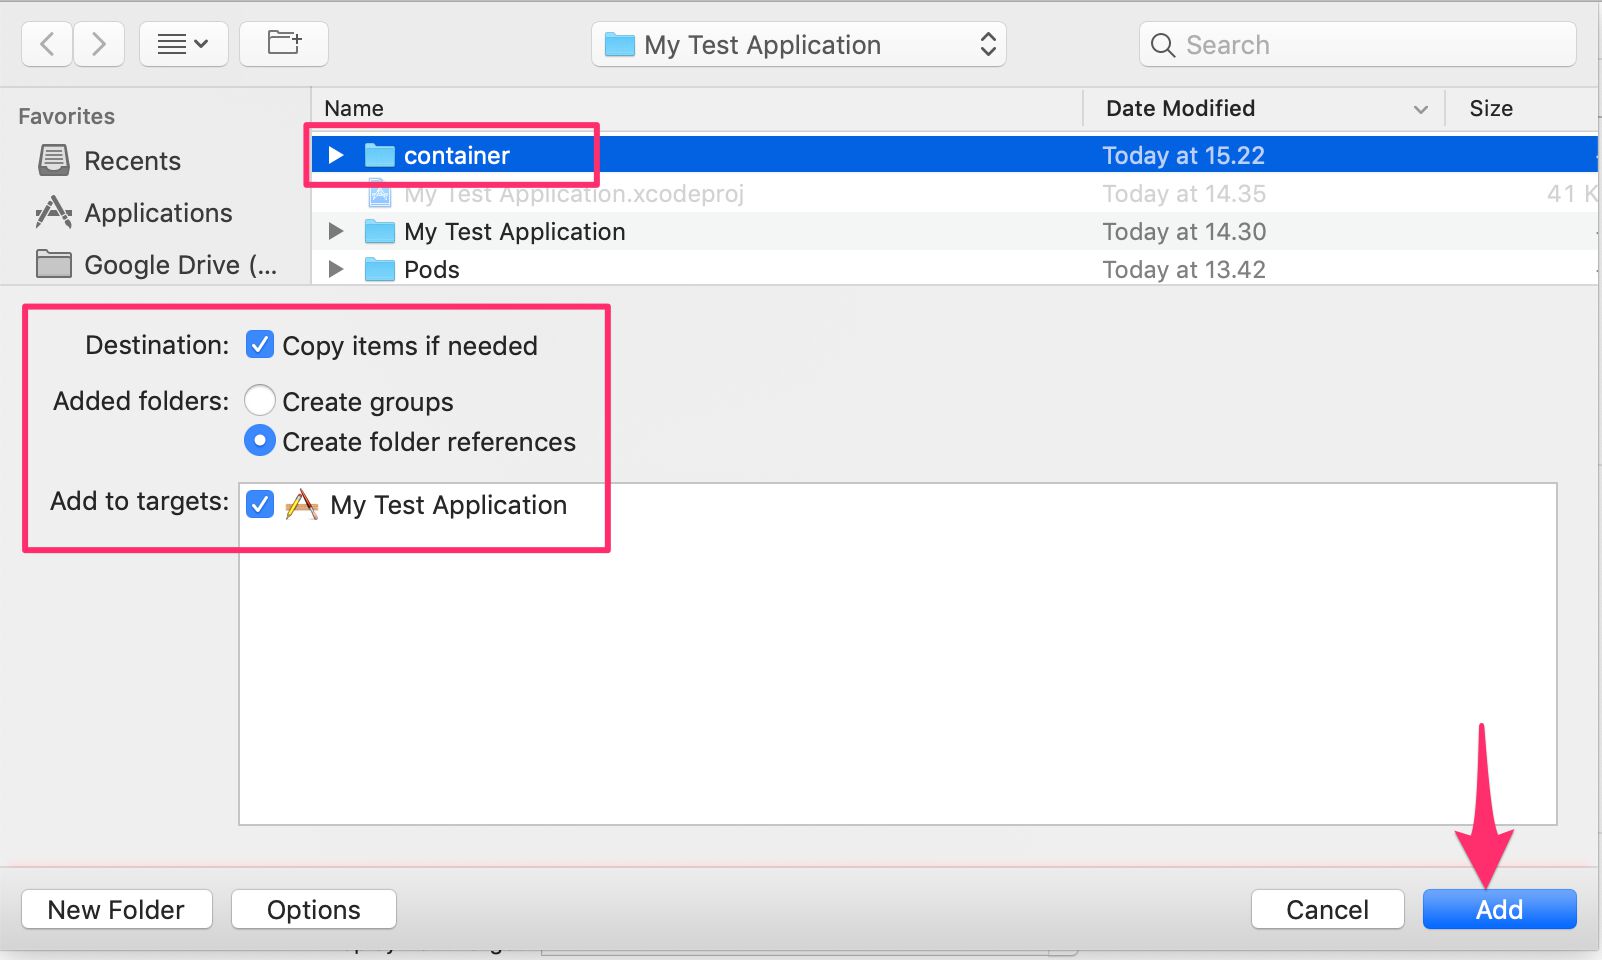 My Test Application
Search
Favorites
Recents
Applications
Google Drive (...
Name Date Modified Size
container Today at 15.22
My Test Application.xcodeproj Today at 14.35 41 K
My Test Application Today at 14.30
Pods Today at 13.42
Destination: Copy items if needed
Added folders: Create groups
Create folder references
Add to targets: My Test Application
New Folder Options Cancel Add